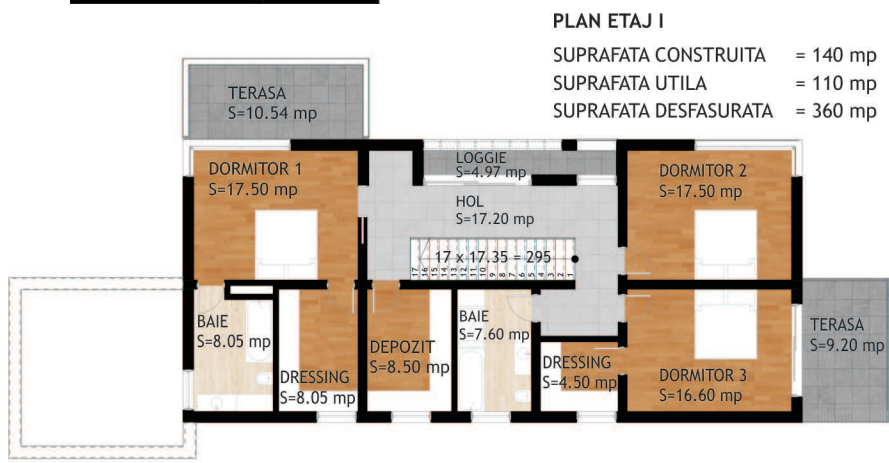 PLAN ETAJ I
SUPRAFATA CONSTRUITA = 140 mp
SUPRAFATA UTILA = 110 mp
SUPRAFATA DESFASURATA = 360 mp
TERASA
S=10.54 mp
DORMITOR 1
S=17.50 mp
LOGGIE
S=4.97 mp
HOL
S=17.20 mp
DORMITOR 2
S=17.50 mp
17 x 17.35 = 295
17 16 15 14 13 12 11 10 9 8 7 6 5 4 3 2 1
BAIE
S=8.05 mp
DRESSING
S=8.05 mp
DEPOZIT
S=8.50 mp
BAIE
S=7.60 mp
DRESSING
S=4.50 mp
DORMITOR 3
S=16.60 mp
TERASA
S=9.20 mp